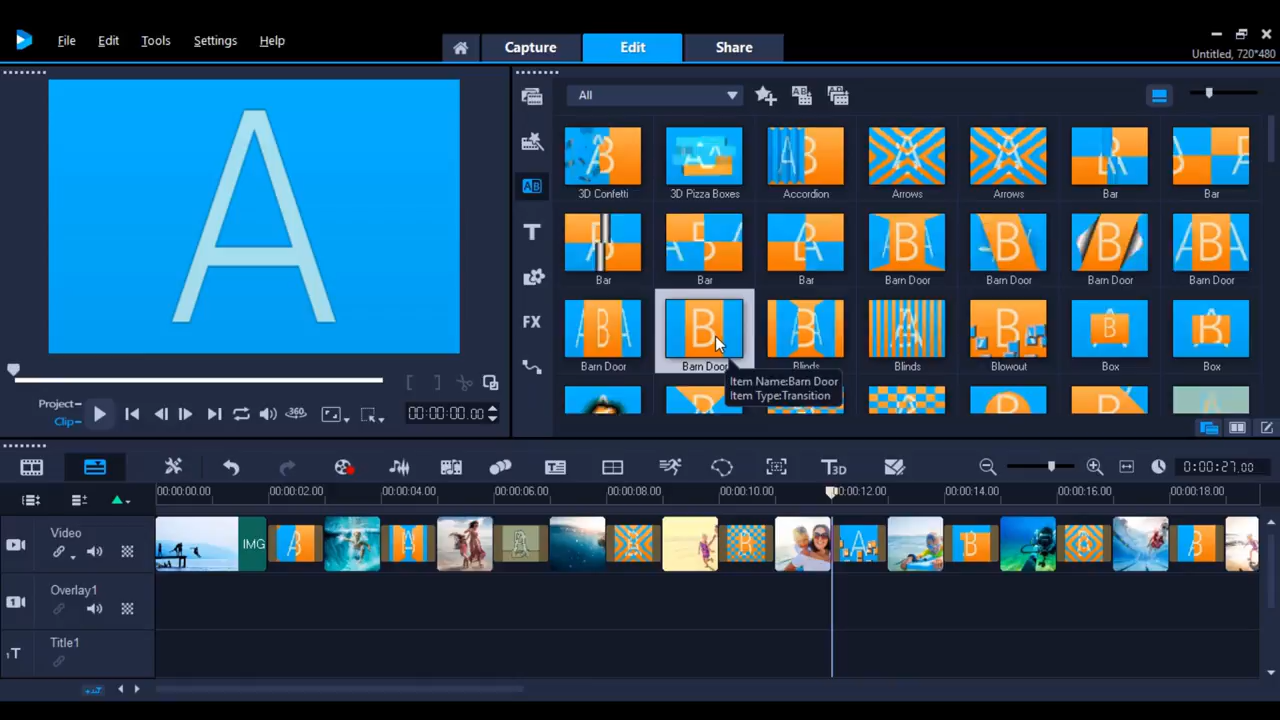 File Edit Tools Settings Help
Capture Edit Share
Untitled, 720*480
A
All
3D Confetti 3D Pizza Boxes Accordion Arrows Arrows Bar Bar
Bar Bar Bar Barn Door Barn Door Barn Door Barn Door
Barn Door Barn Door Blinds Blinds Blowout Box Box
Item Name:Barn Door
Item Type:Transition
T
FX
Project-
Clip-
00:00:00.00
T3D
0:00:27.00
00:00:00.00 00:00:02.00 00:00:04.00 00:00:06.00 00:00:08.00 00:00:10.00 00:00:12.00 00:00:14.00 00:00:16.00 00:00:18.00
Video
IMG
Overlay1
Title1